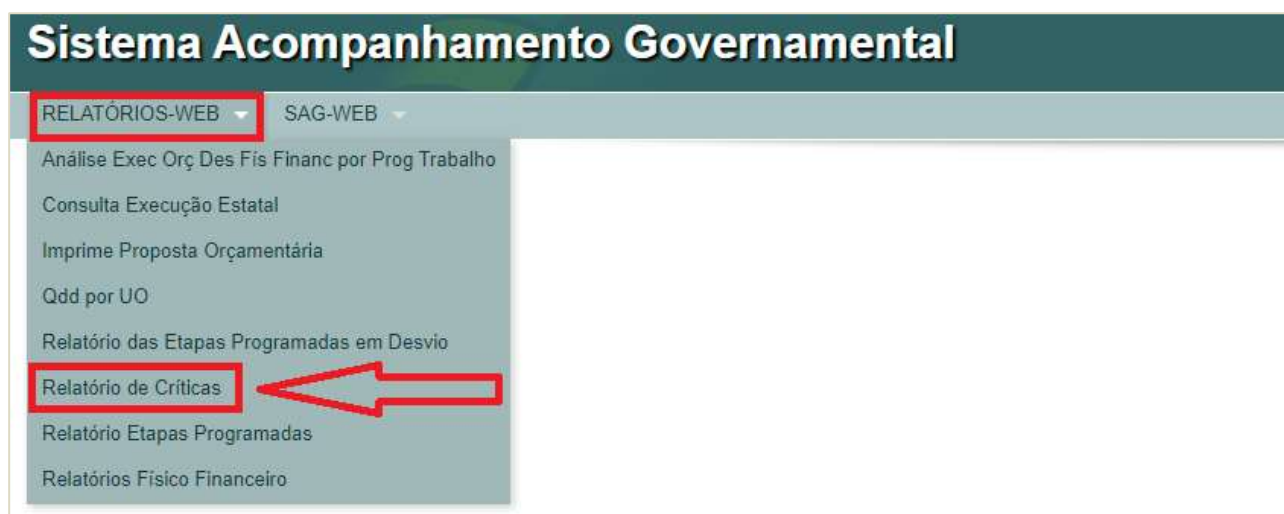 Sistema Acompanhamento Governamental
RELATÓRIOS-WEB SAG-WEB
Análise Exec Orç Des Fís Financ por Prog Trabalho
Consulta Execução Estatal
Imprime Proposta Orçamentária
Qdd por UO
Relatório das Etapas Programadas em Desvio
Relatório de Críticas
Relatório Etapas Programadas
Relatórios Físico Financeiro